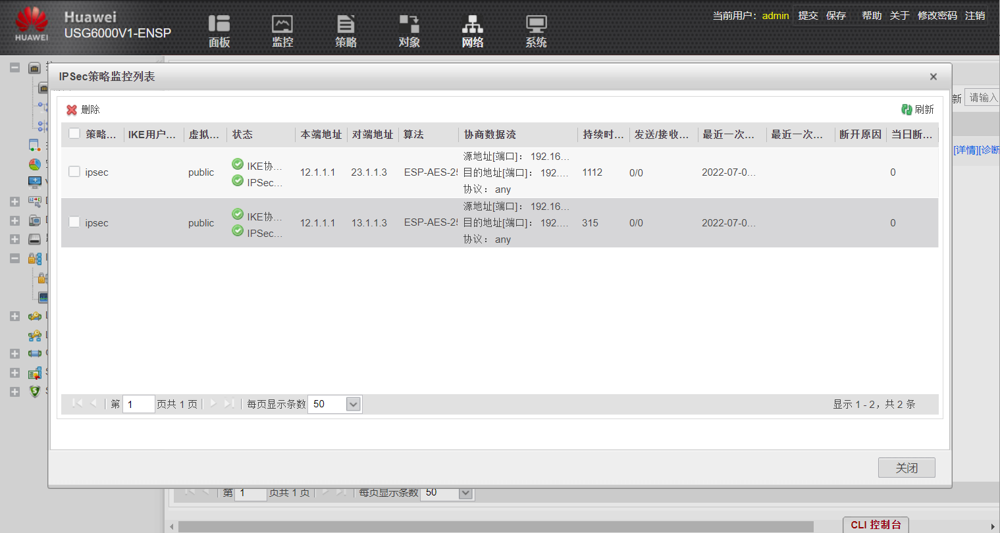 HUAWEI
Huawei
USG6000V1-ENSP
面板
监控
策略
对象
网络
系统
当前用户: admin 提交 保存 帮助 关于 修改密码 注销
IPSec策略监控列表
新 请输入
删除
刷新
策略... IKE用户... 虚拟... 状态 本端地址 对端地址 算法 协商数据流 持续时... 发送/接收... 最近一次... 最近一次... 断开原因 当日断...
[详情][诊断
ipsec public IKE协... IPSec... 12.1.1.1 23.1.1.3 ESP-AES-25 源地址[端口]: 192.16... 目的地址[端口]: 192.... 协议: any 1112 0/0 2022-07-0... 0
ipsec public IKE协... IPSec... 12.1.1.1 13.1.1.3 ESP-AES-25 源地址[端口]: 192.16... 目的地址[端口]: 192.... 协议: any 315 0/0 2022-07-0... 0
第 1 页共 1 页 每页显示条数 50 显示 1 - 2，共 2 条
关闭
第 1 页共 1 页 每页显示条数 50
CLI 控制台